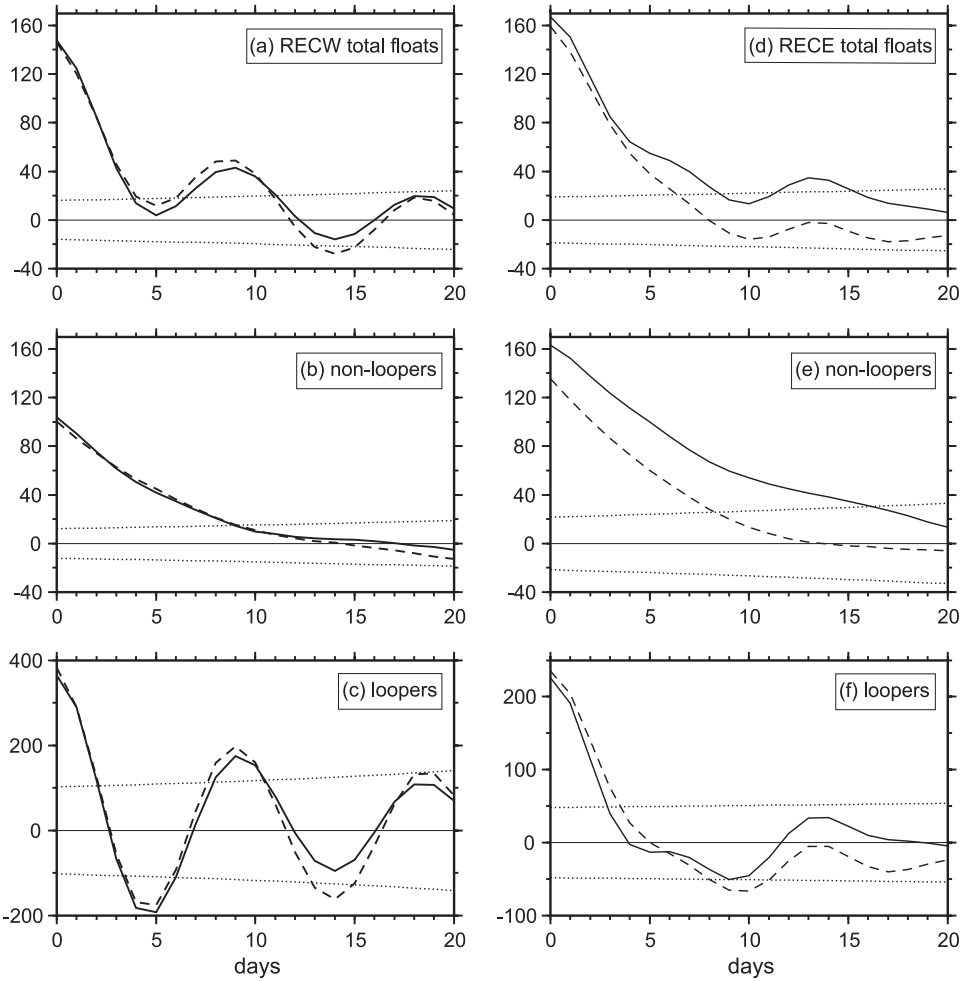 160
120
80
40
0
-40
0 5 10 15 20
(a) RECW total floats
160
120
80
40
0
-40
0 5 10 15 20
(d) RECE total floats
160
120
80
40
0
-40
0 5 10 15 20
(b) non-loopers
160
120
80
40
0
-40
0 5 10 15 20
(e) non-loopers
400
200
0
-200
0 5 10 15 20
days
(c) loopers
200
100
0
-100
0 5 10 15 20
days
(f) loopers